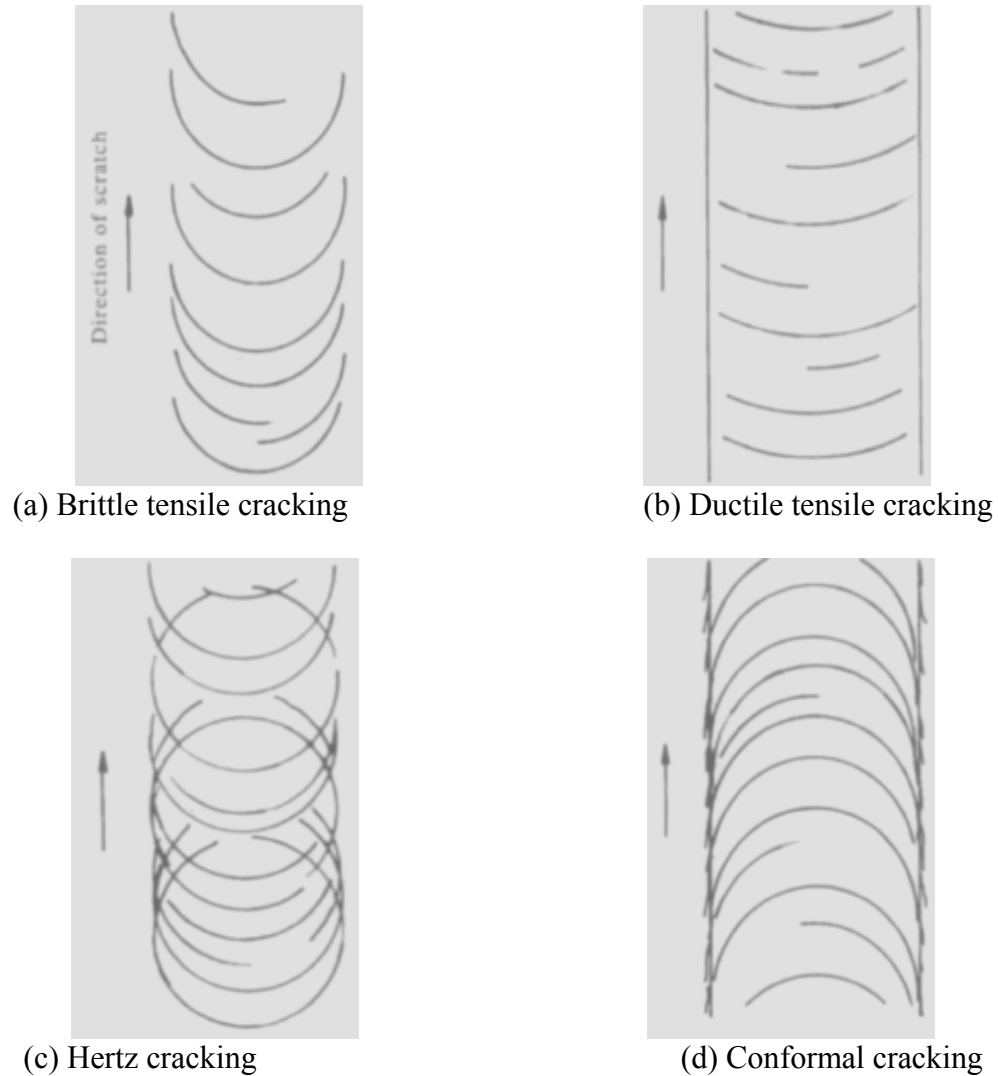 Direction of scratch
(a) Brittle tensile cracking
(b) Ductile tensile cracking
(c) Hertz cracking
(d) Conformal cracking